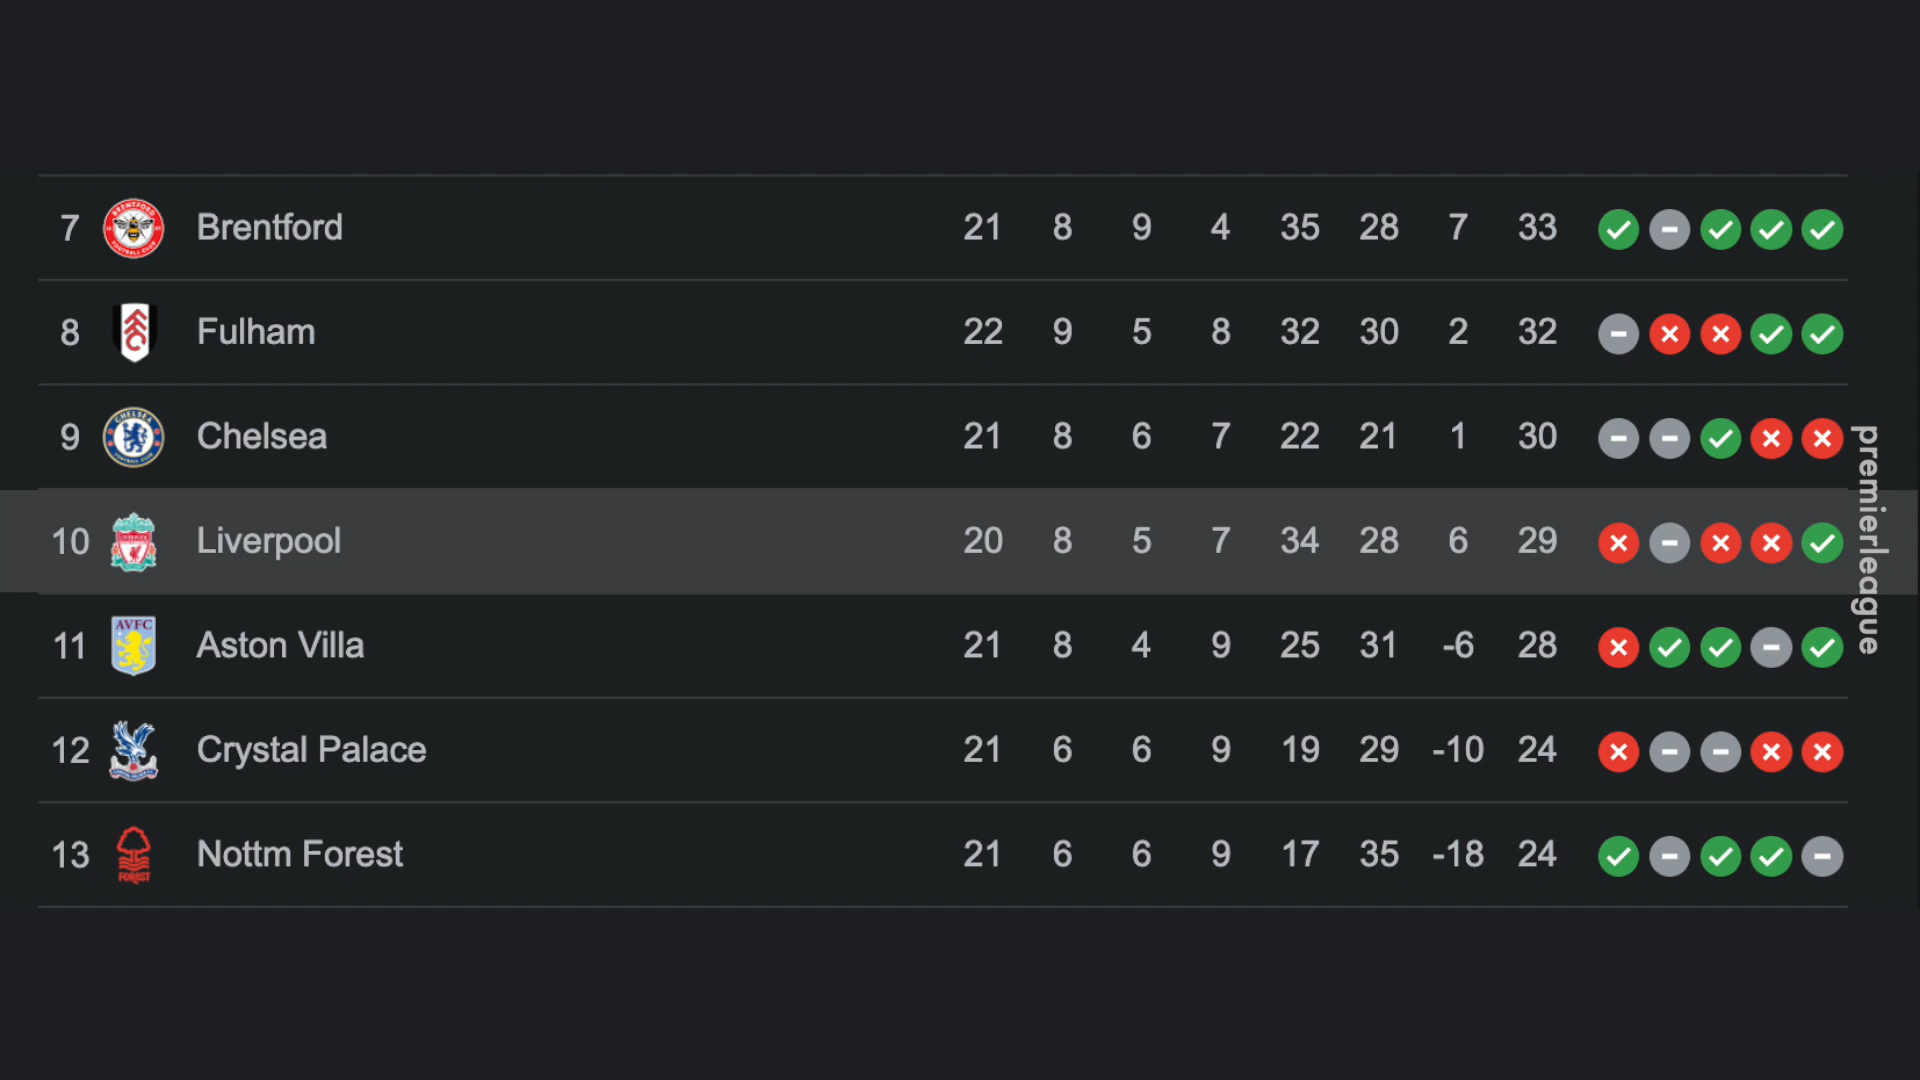 7 Brentford 21 8 9 4 35 28 7 33
8 Fulham 22 9 5 8 32 30 2 32
9 Chelsea 21 8 6 7 22 21 1 30
10 Liverpool 20 8 5 7 34 28 6 29
11 AVFC Aston Villa 21 8 4 9 25 31 -6 28
12 Crystal Palace 21 6 6 9 19 29 -10 24
13 FOREST Nottm Forest 21 6 6 9 17 35 -18 24
premierleague